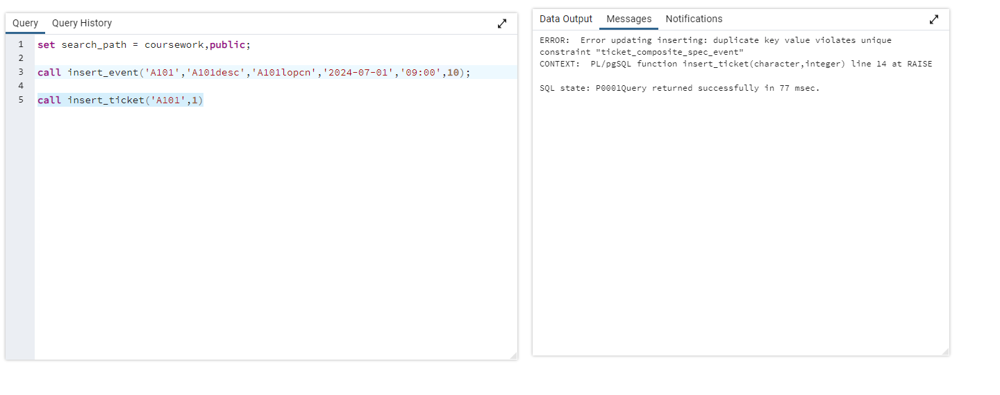 Query Query History
1 set search_path = coursework,public;
2
3 call insert_event('A101','A101desc','A101lopcn','2024-07-01','09:00',10);
4
5 call insert_ticket('A101',1)
Data Output Messages Notifications
ERROR:  Error updating inserting: duplicate key value violates unique
constraint "ticket_composite_spec_event"
CONTEXT:  PL/pgSQL function insert_ticket(character,integer) line 14 at RAISE
SQL state: P0001Query returned successfully in 77 msec.